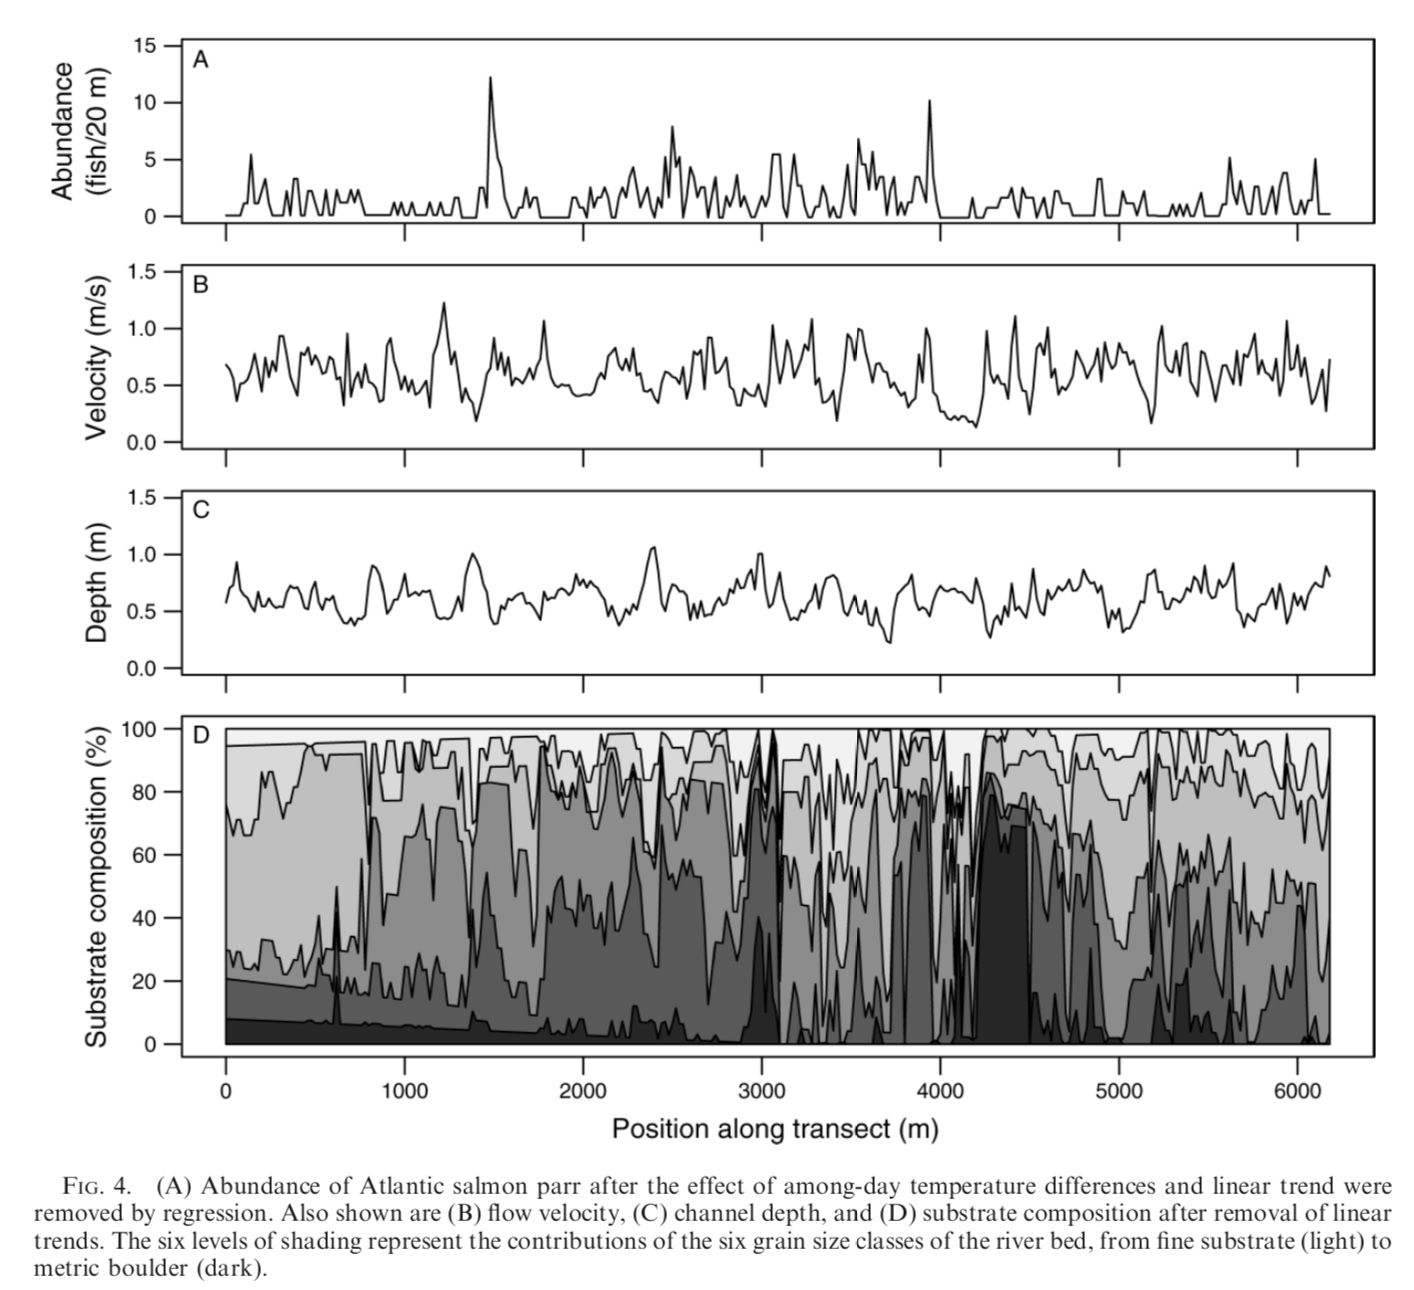 A
15
10
5
0
Abundance
(fish/20 m)
B
1.5
1.0
0.5
0.0
Velocity (m/s)
C
1.5
1.0
0.5
0.0
Depth (m)
D
100
80
60
40
20
0
Substrate composition (%)
0 1000 2000 3000 4000 5000 6000
Position along transect (m)
FIG. 4. (A) Abundance of Atlantic salmon parr after the effect of among-day temperature differences and linear trend were
removed by regression. Also shown are (B) flow velocity, (C) channel depth, and (D) substrate composition after removal of linear
trends. The six levels of shading represent the contributions of the six grain size classes of the river bed, from fine substrate (light) to
metric boulder (dark).